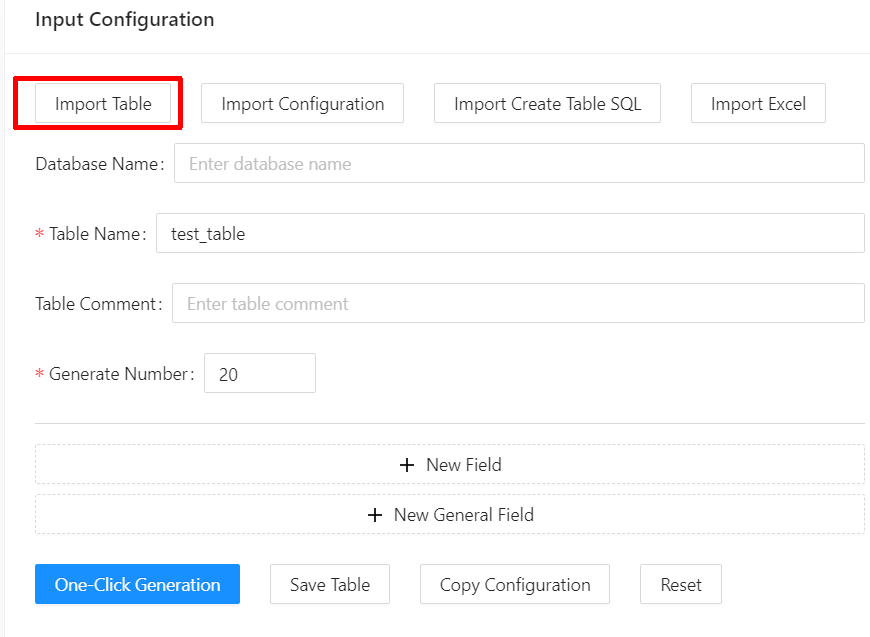 Input Configuration
Import Table Import Configuration Import Create Table SQL Import Excel
Database Name: Enter database name
* Table Name: test_table
Table Comment: Enter table comment
* Generate Number: 20
+ New Field
+ New General Field
One-Click Generation Save Table Copy Configuration Reset